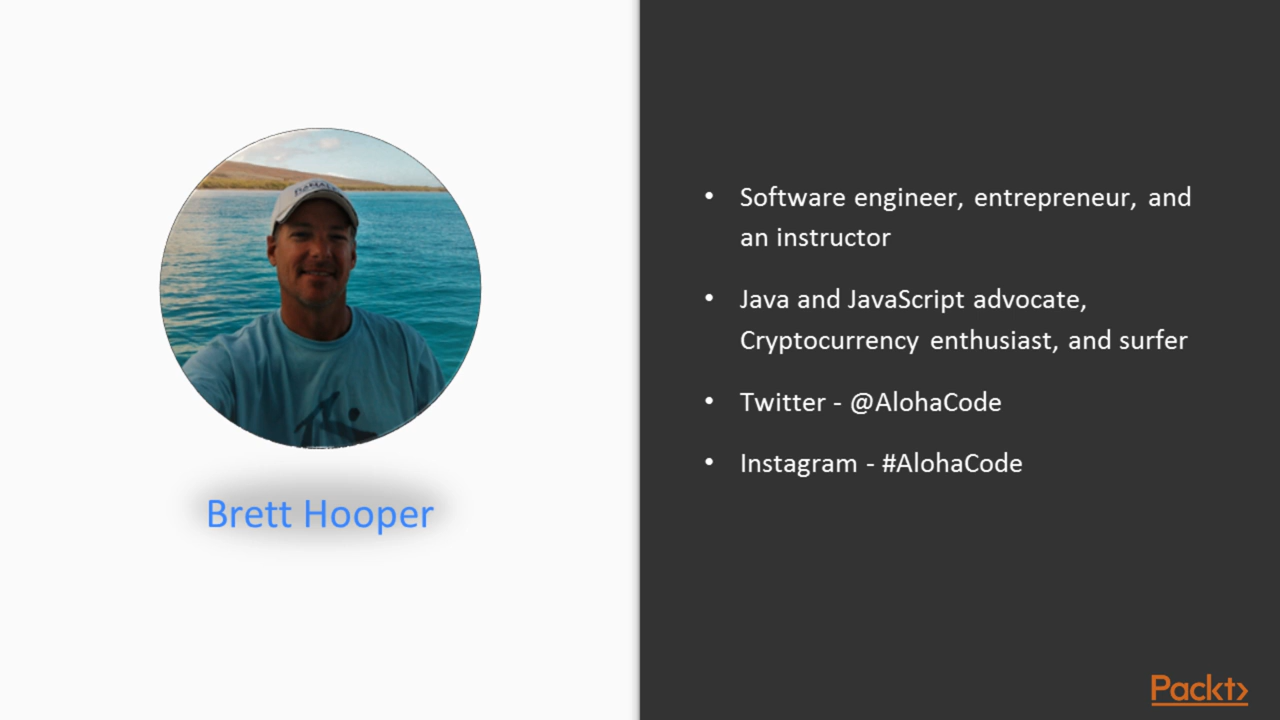 Brett Hooper
• Software engineer, entrepreneur, and
an instructor
• Java and JavaScript advocate,
Cryptocurrency enthusiast, and surfer
• Twitter - @AlohaCode
• Instagram - #AlohaCode
Packt>